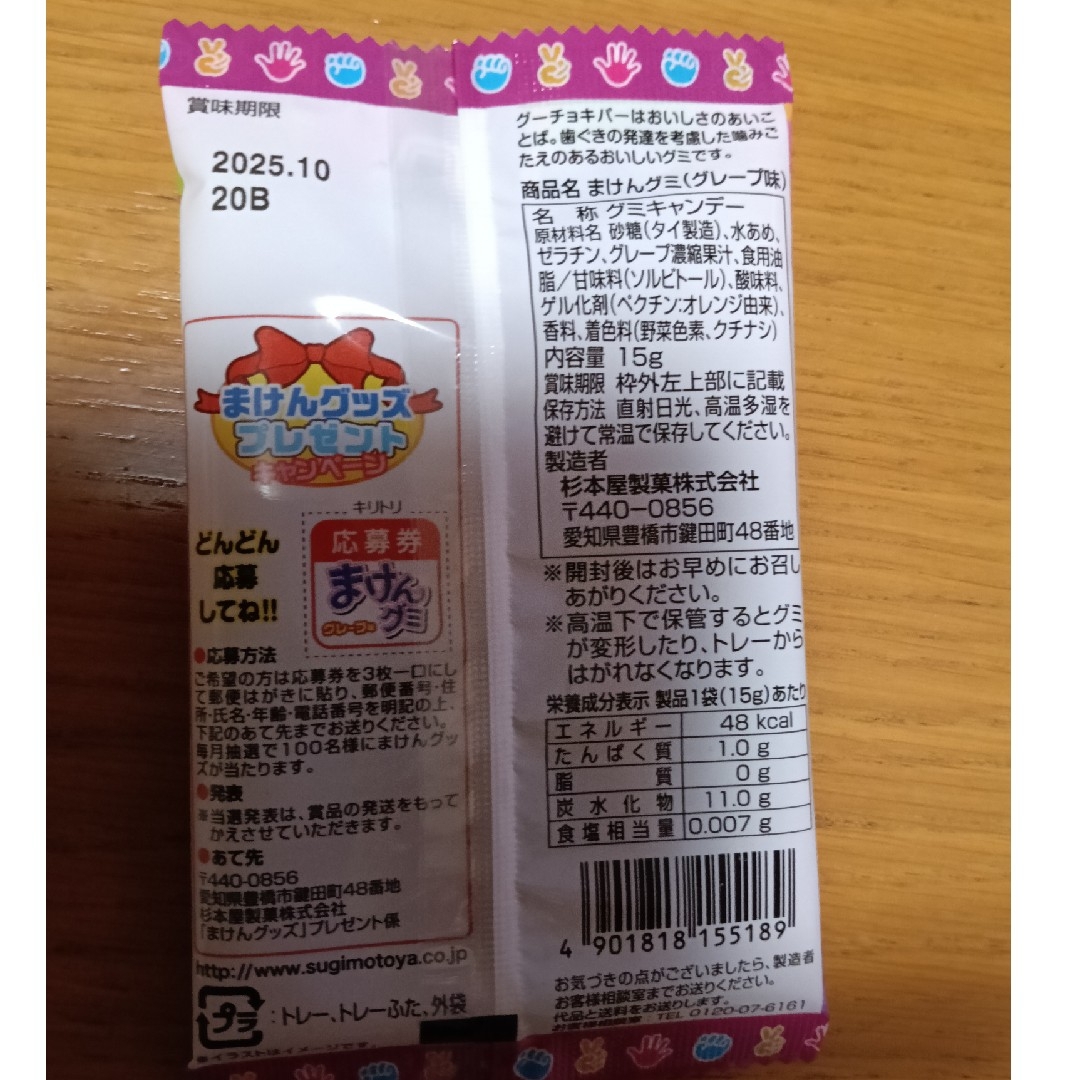 賞味期限
2025.10
20B
まけんグッズ
プレゼント
キャンペーン
キリトリ
応募券
まけん
グミ
グレープ味
どんどん
応募
してね!!
●応募方法
ご希望の方は応募券を3枚一口にし
て郵便はがきに貼り、郵便番号・住
所・氏名・年齢・電話番号を明記の上、
下記のあて先までお送りください。
毎月抽選で100名様にまけんグッ
ズが当たります。
●発表
※当選発表は、賞品の発送をもって
かえさせていただきます。
●あて先
〒440-0856
愛知県豊橋市鍵田町48番地
杉本屋製菓株式会社
「まけんグッズ」プレゼント係
http://www.sugimotoya.co.jp
プラ:トレー、トレーふた、外袋
※イラストはイメージです。
グーチョキパーはおいしさのあいこ
とば。歯ぐきの発達を考慮した噛みご
たえのあるおいしいグミです。
商品名 まけんグミ(グレープ味)
名 称 グミキャンデー
原材料名 砂糖(タイ製造)、水あめ、
ゼラチン、グレープ濃縮果汁、食用油
脂/甘味料(ソルビトール)、酸味料、
ゲル化剤(ペクチン:オレンジ由来)、
香料、着色料(野菜色素、クチナシ)
内容量 15g
賞味期限 枠外左上部に記載
保存方法 直射日光、高温多湿を
避けて常温で保存してください。
製造者
杉本屋製菓株式会社
〒440-0856
愛知県豊橋市鍵田町48番地
※開封後はお早めにお召し
あがりください。
※高温下で保管するとグミ
が変形したり、トレーから
はがれなくなります。
栄養成分表示 製品1袋(15g)あたり
エネルギー 48 kcal
たんぱく質 1.0 g
脂質 0 g
炭水化物 11.0 g
食塩相当量 0.007 g
4 901818 155189
お気づきの点がございましたら、製造者
お客様相談室までお送りください。
代品と送料をお送りします。
お客様相談室:TEL 0120-07-6161